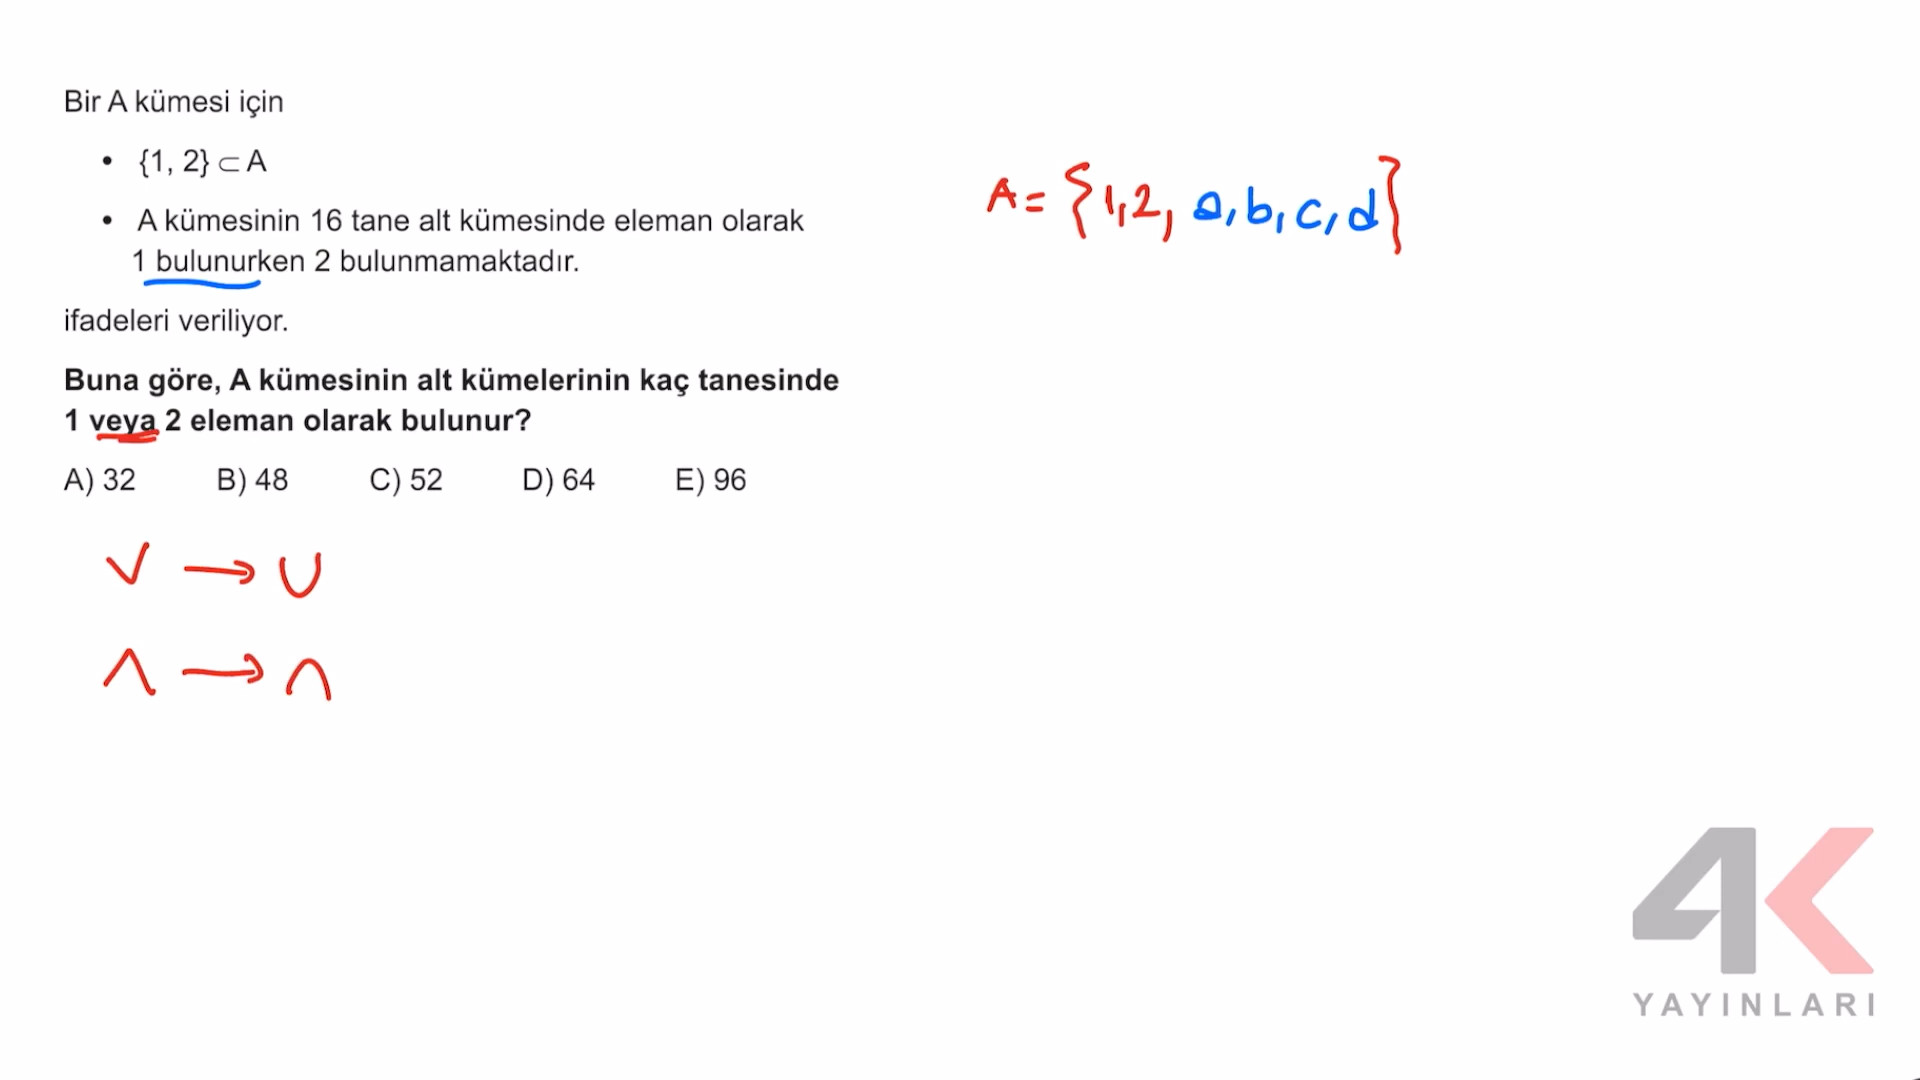 Bir A kümesi için
• {1, 2} ⊂ A
• A kümesinin 16 tane alt kümesinde eleman olarak
1 bulunurken 2 bulunmamaktadır.
ifadeleri veriliyor.
Buna göre, A kümesinin alt kümelerinin kaç tanesinde
1 veya 2 eleman olarak bulunur?
A) 32 B) 48 C) 52 D) 64 E) 96
∨ → ∪
∧ → ∩
A = {1, 2, a, b, c, d}
4K
YAYINLARI